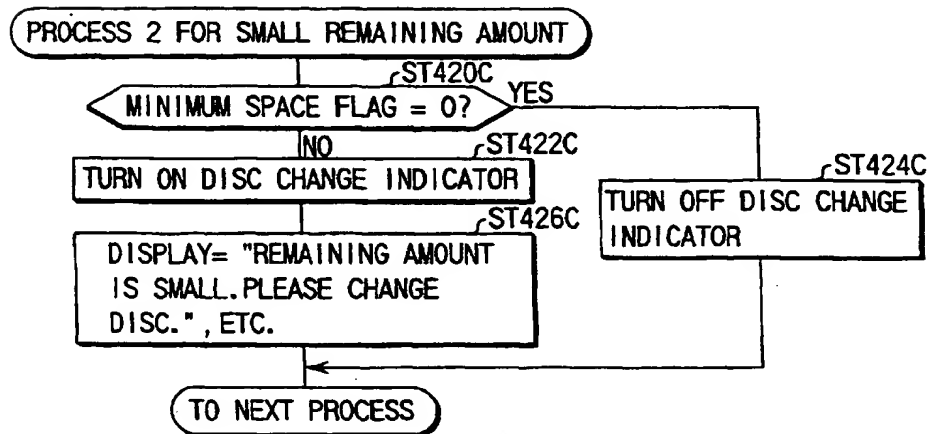 PROCESS 2 FOR SMALL REMAINING AMOUNT
ST420C
MINIMUM SPACE FLAG = 0?
YES
NO
ST422C
TURN ON DISC CHANGE INDICATOR
ST424C
TURN OFF DISC CHANGE
INDICATOR
ST426C
DISPLAY= "REMAINING AMOUNT
IS SMALL.PLEASE CHANGE
DISC.", ETC.
TO NEXT PROCESS